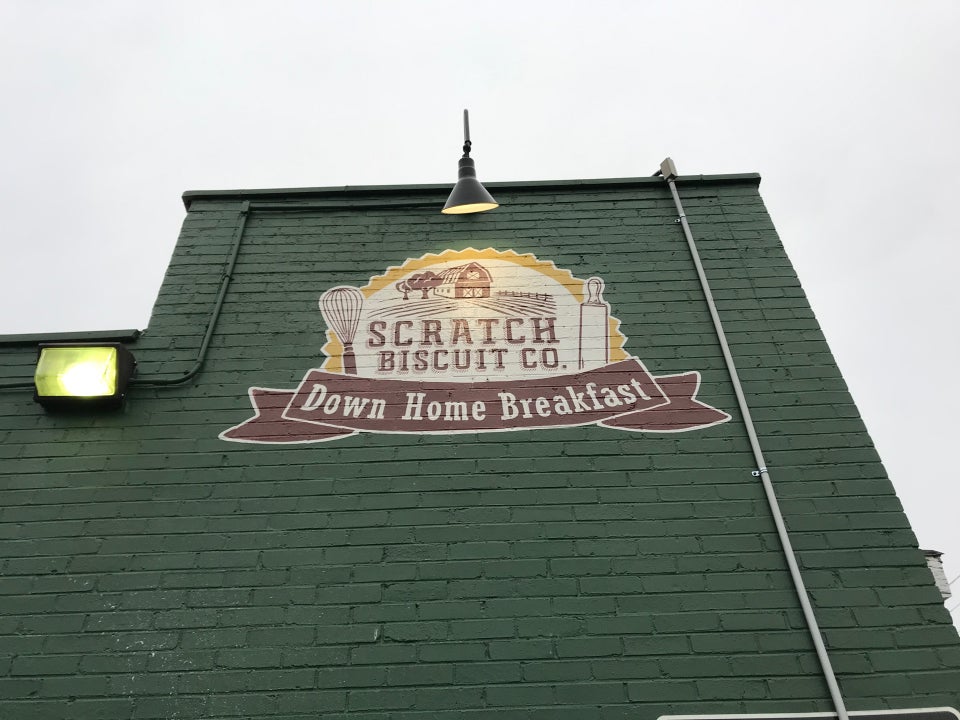 SCRATCH
BISCUIT CO.
Down Home Breakfast